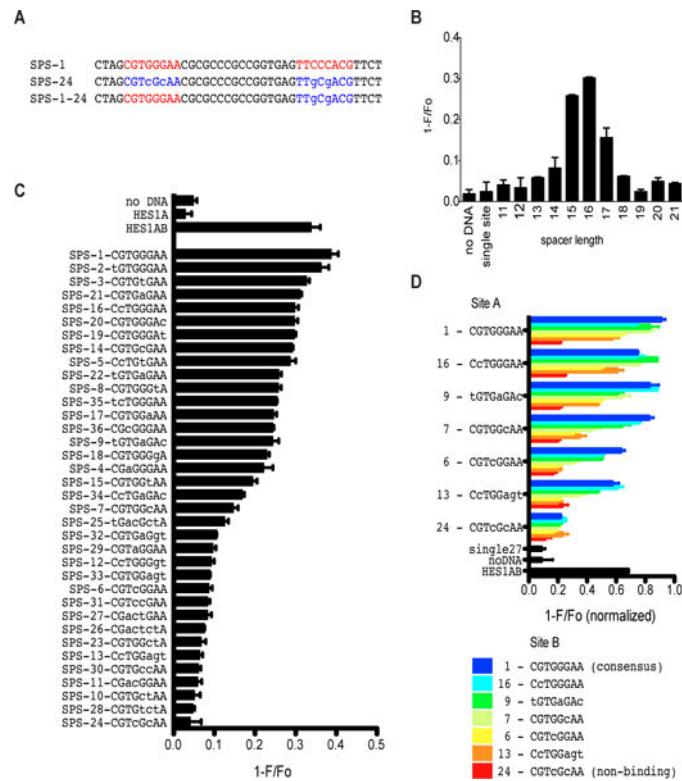 A
SPS-1 CTAGCGTGGGAACGCGCCCGCCGGTGAGTTCCCACGTTCT
SPS-24 CTAGCGTcGcAACGCGCCCGCCGGTGAGTTgCgACGTTCT
SPS-1-24 CTAGCGTGGGAACGCGCCCGCCGGTGAGTTgCgACGTTCT
B
1-F/Fo
0.4
0.3
0.2
0.1
0.0
no DNA
single site
11
12
13
14
15
16
17
18
19
20
21
spacer length
C
no DNA
HES1A
HES1AB
SPS-1-CGTGGGAA
SPS-2-tGTGGGAA
SPS-3-CGTGtGAA
SPS-21-CGTGaGAA
SPS-16-CcTGGGAA
SPS-20-CGTGGGAc
SPS-19-CGTGGGAt
SPS-14-CGTGcGAA
SPS-5-CcTGtGAA
SPS-22-tGTGaGAA
SPS-8-CGTGGGtA
SPS-35-tcTGGGAA
SPS-17-CGTGGaAA
SPS-36-CGcGGGAA
SPS-9-tGTGaGAc
SPS-18-CGTGGGgA
SPS-4-CGaGGGAA
SPS-15-CGTGGtAA
SPS-34-CcTGaGAc
SPS-7-CGTGGcAA
SPS-25-tGacGctA
SPS-32-CGTGaGgt
SPS-29-CGTaGGAA
SPS-12-CcTGGGgt
SPS-33-CGTGGagt
SPS-6-CGTcGGAA
SPS-31-CGTccGAA
SPS-27-CGactGAA
SPS-26-CGactctA
SPS-23-CGTGGctA
SPS-13-CcTGGagt
SPS-30-CGTGccAA
SPS-11-CGacGGAA
SPS-10-CGTGctAA
SPS-28-CGTGtctA
SPS-24-CGTcGcAA
0.0 0.1 0.2 0.3 0.4 0.5
1-F/Fo
D
Site A
1 - CGTGGGAA
16 - CcTGGGAA
9 - tGTGaGAc
7 - CGTGGcAA
6 - CGTcGGAA
13 - CcTGGagt
24 - CGTcGcAA
single27
noDNA
HES1AB
0.0 0.2 0.4 0.6 0.8 1.0
1-F/Fo (normalized)
Site B
1 - CGTGGGAA (consensus)
16 - CcTGGGAA
9 - tGTGaGAc
7 - CGTGGcAA
6 - CGTcGGAA
13 - CcTGGagt
24 - CGTcGcAA (non-binding)